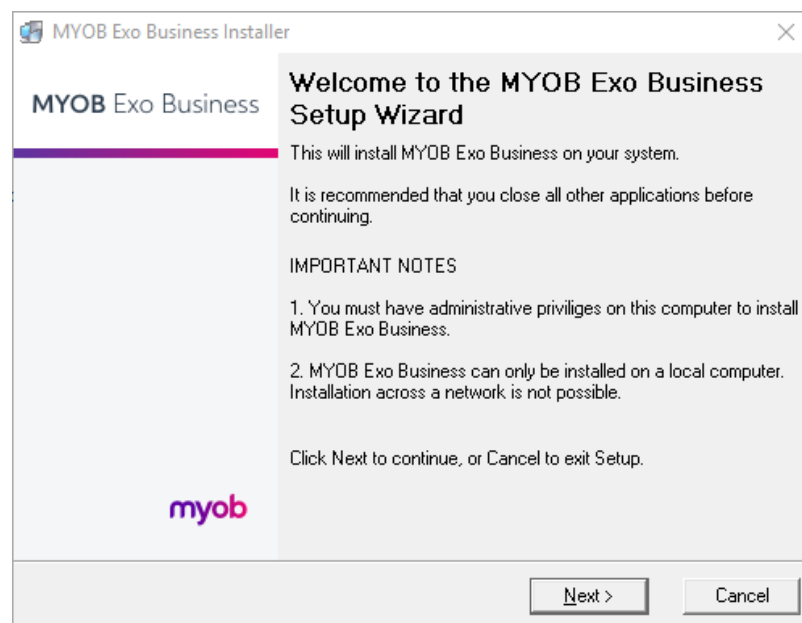 MYOB Exo Business Installer
MYOB Exo Business
Welcome to the MYOB Exo Business
Setup Wizard
This will install MYOB Exo Business on your system.
It is recommended that you close all other applications before
continuing.
IMPORTANT NOTES
1. You must have administrative priviliges on this computer to install
MYOB Exo Business.
2. MYOB Exo Business can only be installed on a local computer.
Installation across a network is not possible.
Click Next to continue, or Cancel to exit Setup.
myob
Next >
Cancel